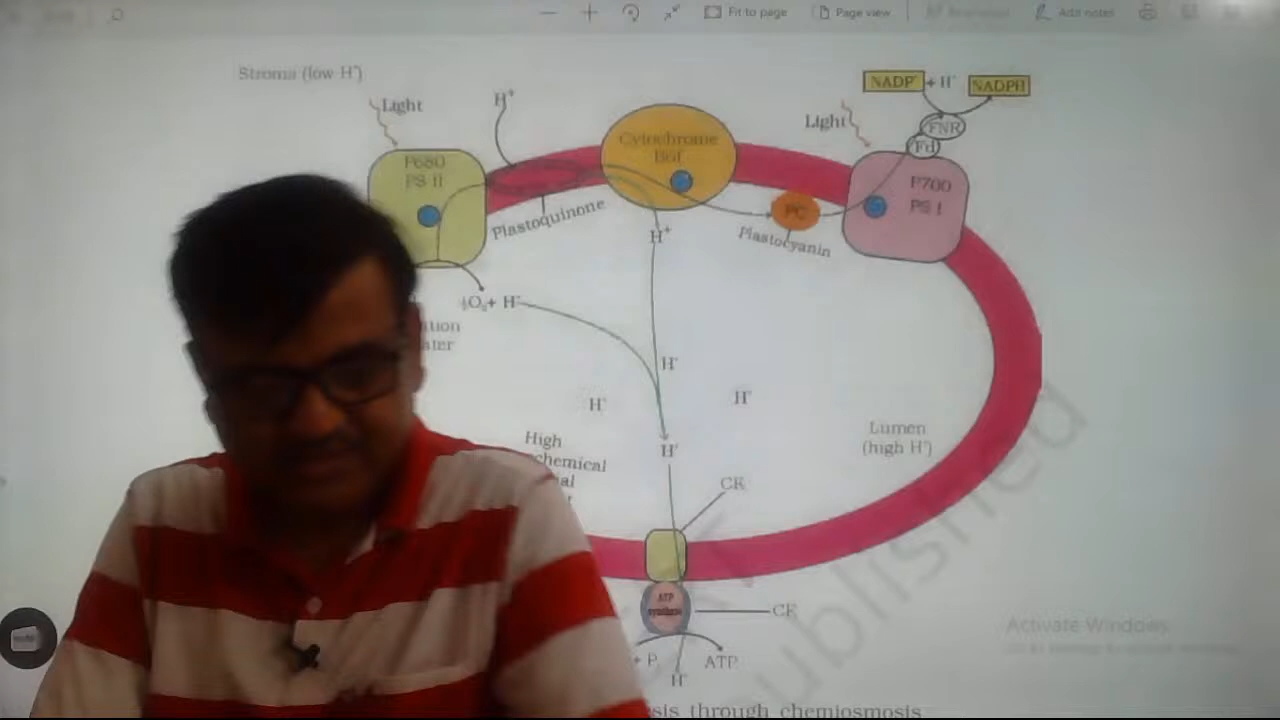 Fit to page
Page view
Add notes
Stroma (low H⁺)
Light
H⁺
Cytochrome
B6f
Light
NADP⁺ + H⁺
NADPH
FNR
Fd
P680
PS II
P700
PS I
PC
Plastoquinone
H⁺
Plastocyanin
½O₂+ H⁺
H⁺
H⁺
H⁺
H⁺
Lumen
(high H⁺)
High
chemical
CF
ATP
synthase
CF
+ P
ATP
H⁺
Activate Windows
sis through chemiosmosis
published